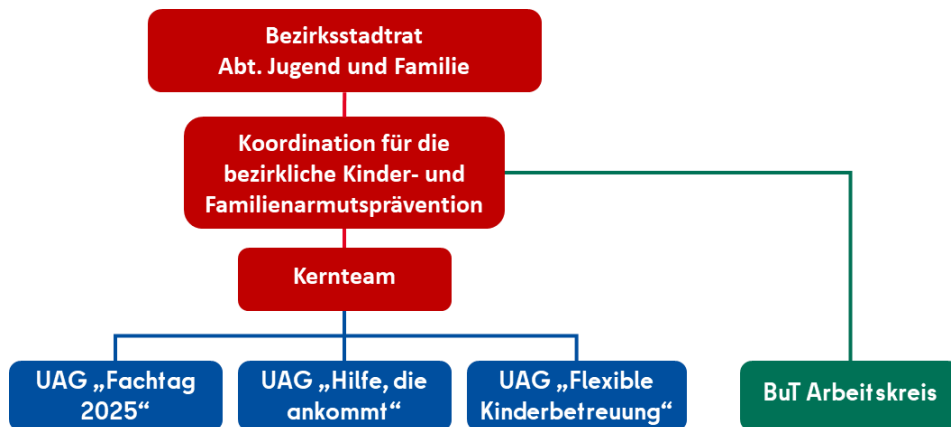 Bezirksstadtrat
Abt. Jugend und Familie
Koordination für die
bezirkliche Kinder- und
Familienarmutsprävention
Kernteam
UAG „Fachtag
2025“
UAG „Hilfe, die
ankommt“
UAG „Flexible
Kinderbetreuung“
BuT Arbeitskreis